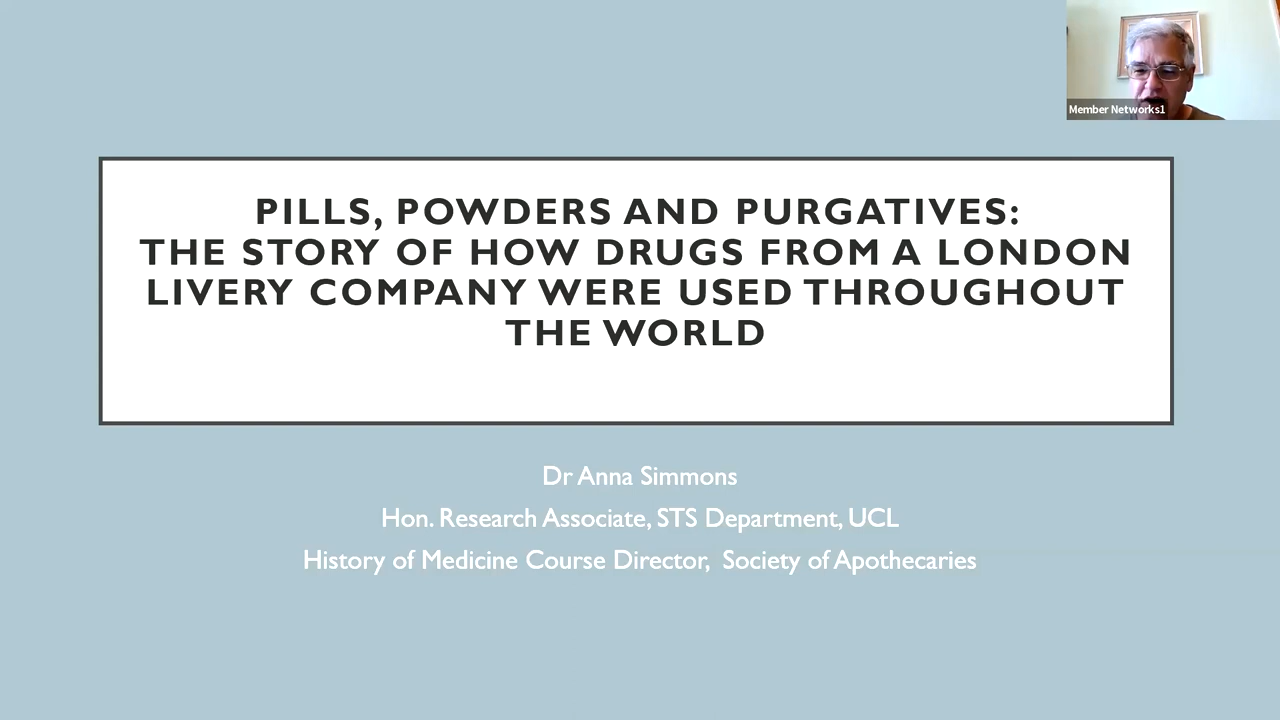 Member Networks1
PILLS, POWDERS AND PURGATIVES:
THE STORY OF HOW DRUGS FROM A LONDON
LIVERY COMPANY WERE USED THROUGHOUT
THE WORLD
Dr Anna Simmons
Hon. Research Associate, STS Department, UCL
History of Medicine Course Director, Society of Apothecaries